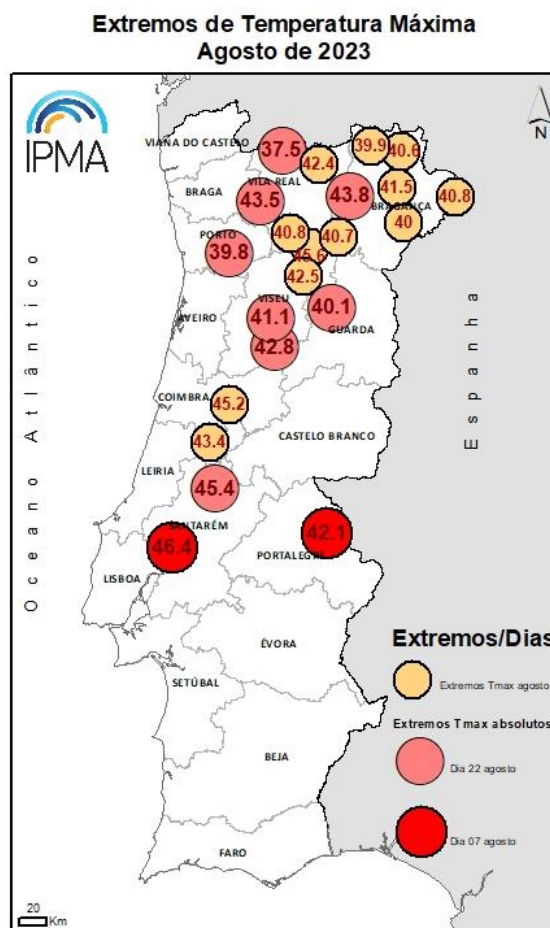 Extremos de Temperatura Máxima
Agosto de 2023
IPMA
N
VIANA DO CASTELO
37.5
39.9
40.6
42.4
VILA REAL
BRAGA
43.5
43.8
41.5
BRAGANÇA
40.8
40
PORTO
40.8
40.7
39.8
45.6
42.5
VISEU
40.1
AVEIRO
41.1
GUARDA
42.8
COIMBRA
45.2
43.4
CASTELO BRANCO
LEIRIA
45.4
SANTARÉM
46.4
42.1
PORTALEGRE
LISBOA
ÉVORA
SETÚBAL
BEJA
FARO
Oceano Atlântico
Espanha
Extremos/Dias
Extremos Tmax agosto
Extremos Tmax absolutos
Dia 22 agosto
Dia 07 agosto
20
Km